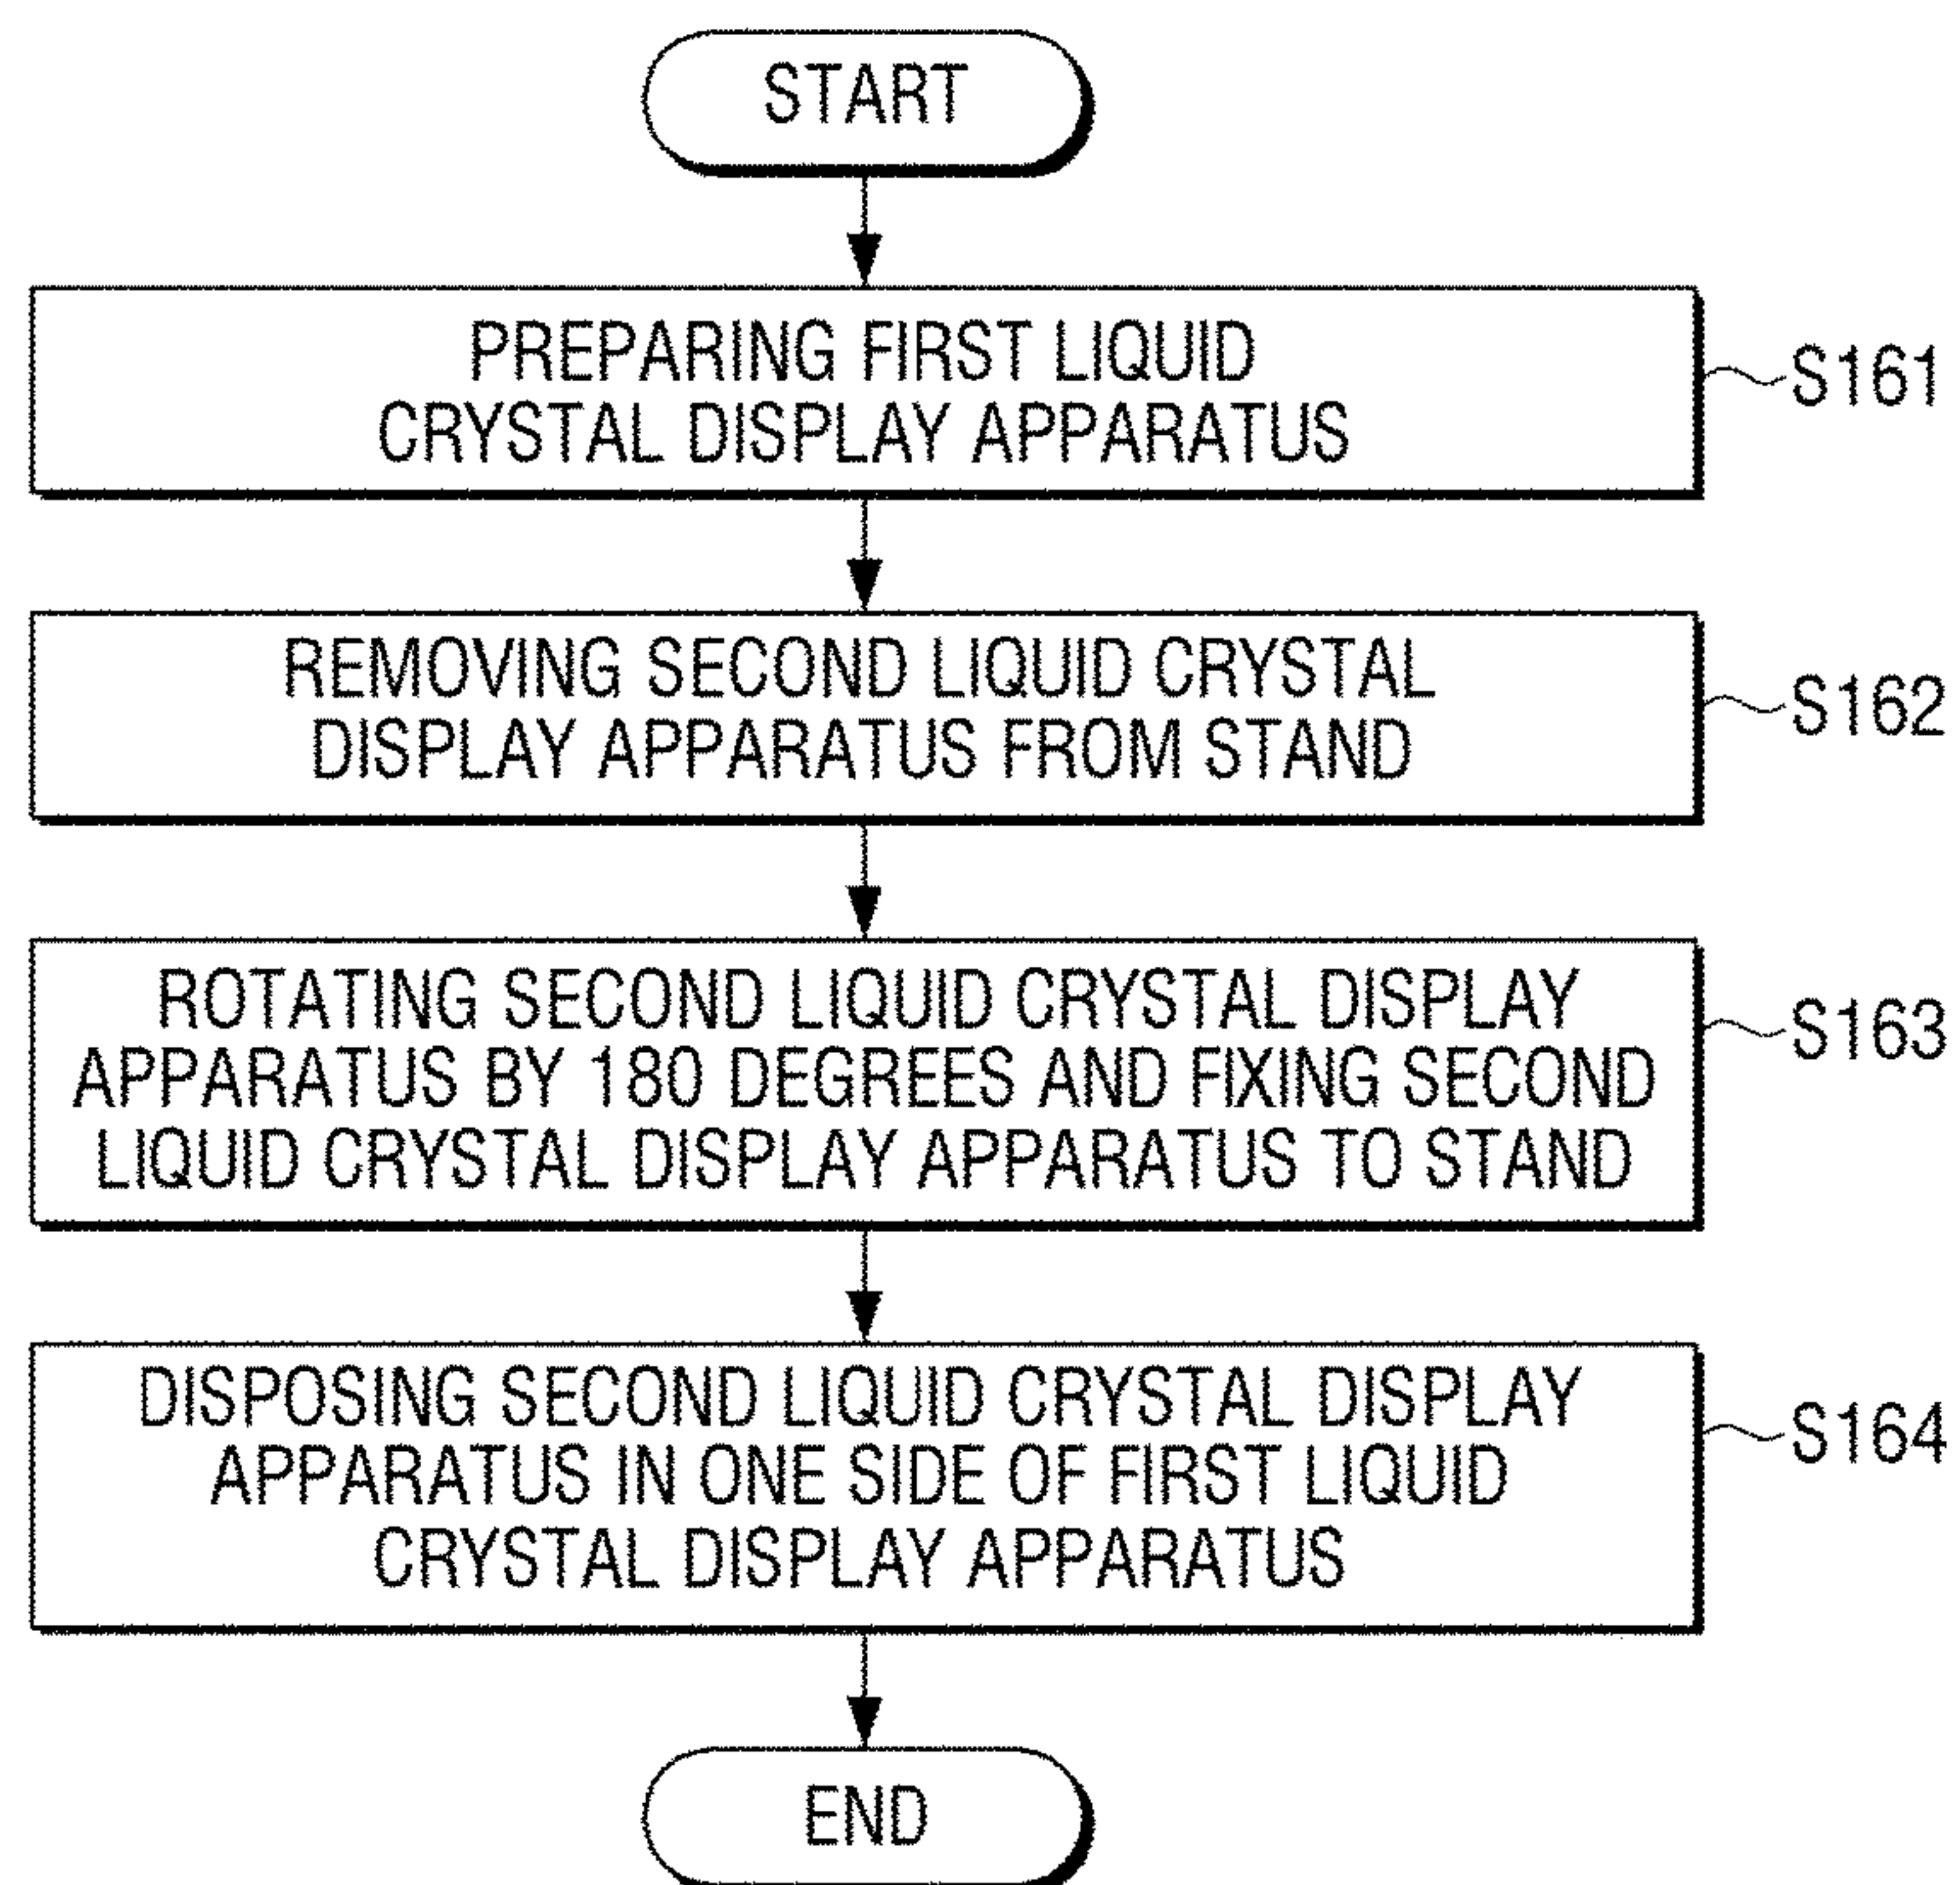 START
PREPARING FIRST LIQUID
CRYSTAL DISPLAY APPARATUS
S161
REMOVING SECOND LIQUID CRYSTAL
DISPLAY APPARATUS FROM STAND
S162
ROTATING SECOND LIQUID CRYSTAL DISPLAY
APPARATUS BY 180 DEGREES AND FIXING SECOND
LIQUID CRYSTAL DISPLAY APPARATUS TO STAND
S163
DISPOSING SECOND LIQUID CRYSTAL DISPLAY
APPARATUS IN ONE SIDE OF FIRST LIQUID
CRYSTAL DISPLAY APPARATUS
S164
END